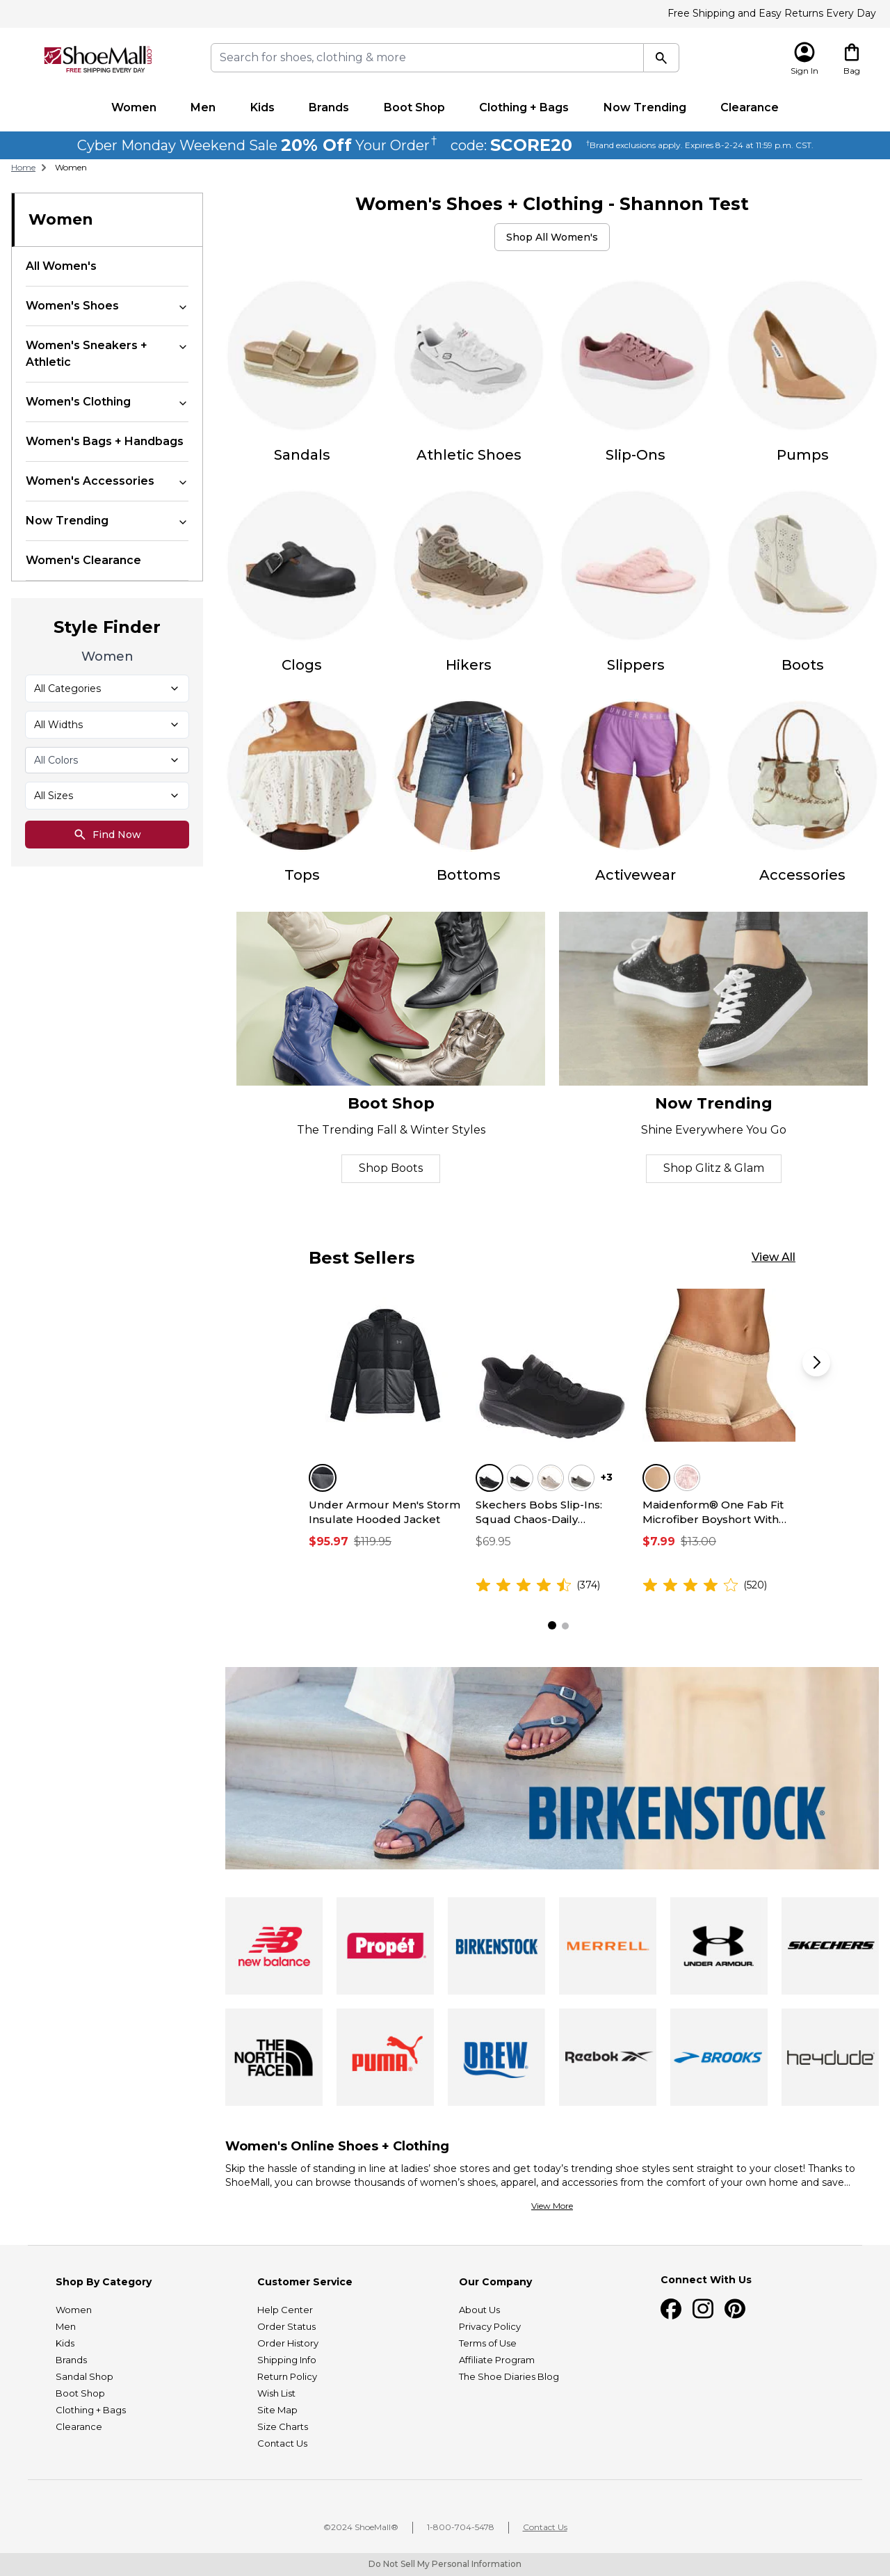 Free Shipping and Easy Returns Every Day
ShoeMall.com
FREE SHIPPING EVERY DAY
Search for shoes, clothing & more
Sign In
Bag
Women Men Kids Brands Boot Shop Clothing + Bags Now Trending Clearance
Cyber Monday Weekend Sale 20% Off Your Order† code: SCORE20 †Brand exclusions apply. Expires 8-2-24 at 11:59 p.m. CST.
Home > Women
Women
All Women's
Women's Shoes
Women's Sneakers +
Athletic
Women's Clothing
Women's Bags + Handbags
Women's Accessories
Now Trending
Women's Clearance
Style Finder
Women
All Categories
All Widths
All Colors
All Sizes
Find Now
Women's Shoes + Clothing - Shannon Test
Shop All Women's
Sandals
Athletic Shoes
Slip-Ons
Pumps
Clogs
Hikers
Slippers
Boots
UNDER ARMOUR
Tops
Bottoms
Activewear
Accessories
Boot Shop
The Trending Fall & Winter Styles
Shop Boots
Now Trending
Shine Everywhere You Go
Shop Glitz & Glam
Best Sellers
View All
+3
Under Armour Men's Storm
Insulate Hooded Jacket
$95.97 $119.95
Skechers Bobs Slip-Ins:
Squad Chaos-Daily...
$69.95
(374)
Maidenform® One Fab Fit
Microfiber Boyshort With...
$7.99 $13.00
(520)
BIRKENSTOCK
new balance
Propét
BIRKENSTOCK
MERRELL
UNDER ARMOUR
SKECHERS
THE
NORTH
FACE
PUMA
DREW
Reebok
BROOKS
heydude
Women's Online Shoes + Clothing
Skip the hassle of standing in line at ladies' shoe stores and get today's trending shoe styles sent straight to your closet! Thanks to
ShoeMall, you can browse thousands of women's shoes, apparel, and accessories from the comfort of your own home and save...
View More
Shop By Category
Women
Men
Kids
Brands
Sandal Shop
Boot Shop
Clothing + Bags
Clearance
Customer Service
Help Center
Order Status
Order History
Shipping Info
Return Policy
Wish List
Site Map
Size Charts
Contact Us
Our Company
About Us
Privacy Policy
Terms of Use
Affiliate Program
The Shoe Diaries Blog
Connect With Us
©2024 ShoeMall® | 1-800-704-5478 | Contact Us
Do Not Sell My Personal Information